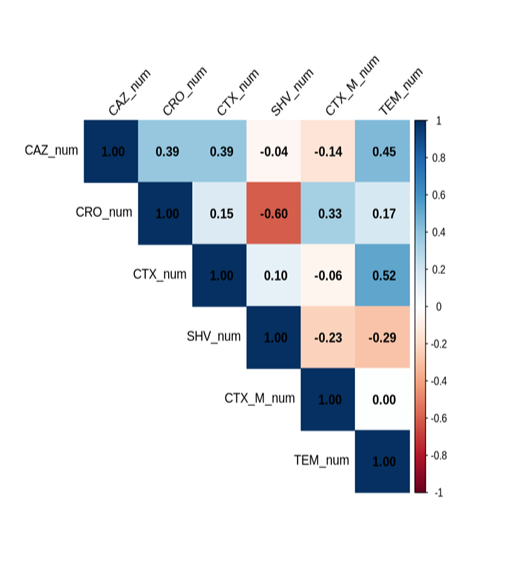 CAZ_num CRO_num CTX_num SHV_num CTX_M_num TEM_num
CAZ_num 1.00 0.39 0.39 -0.04 -0.14 0.45
CRO_num 1.00 0.15 -0.60 0.33 0.17
CTX_num 1.00 0.10 -0.06 0.52
SHV_num 1.00 -0.23 -0.29
CTX_M_num 1.00 0.00
TEM_num 1.00
1
0.8
0.6
0.4
0.2
0
-0.2
-0.4
-0.6
-0.8
-1